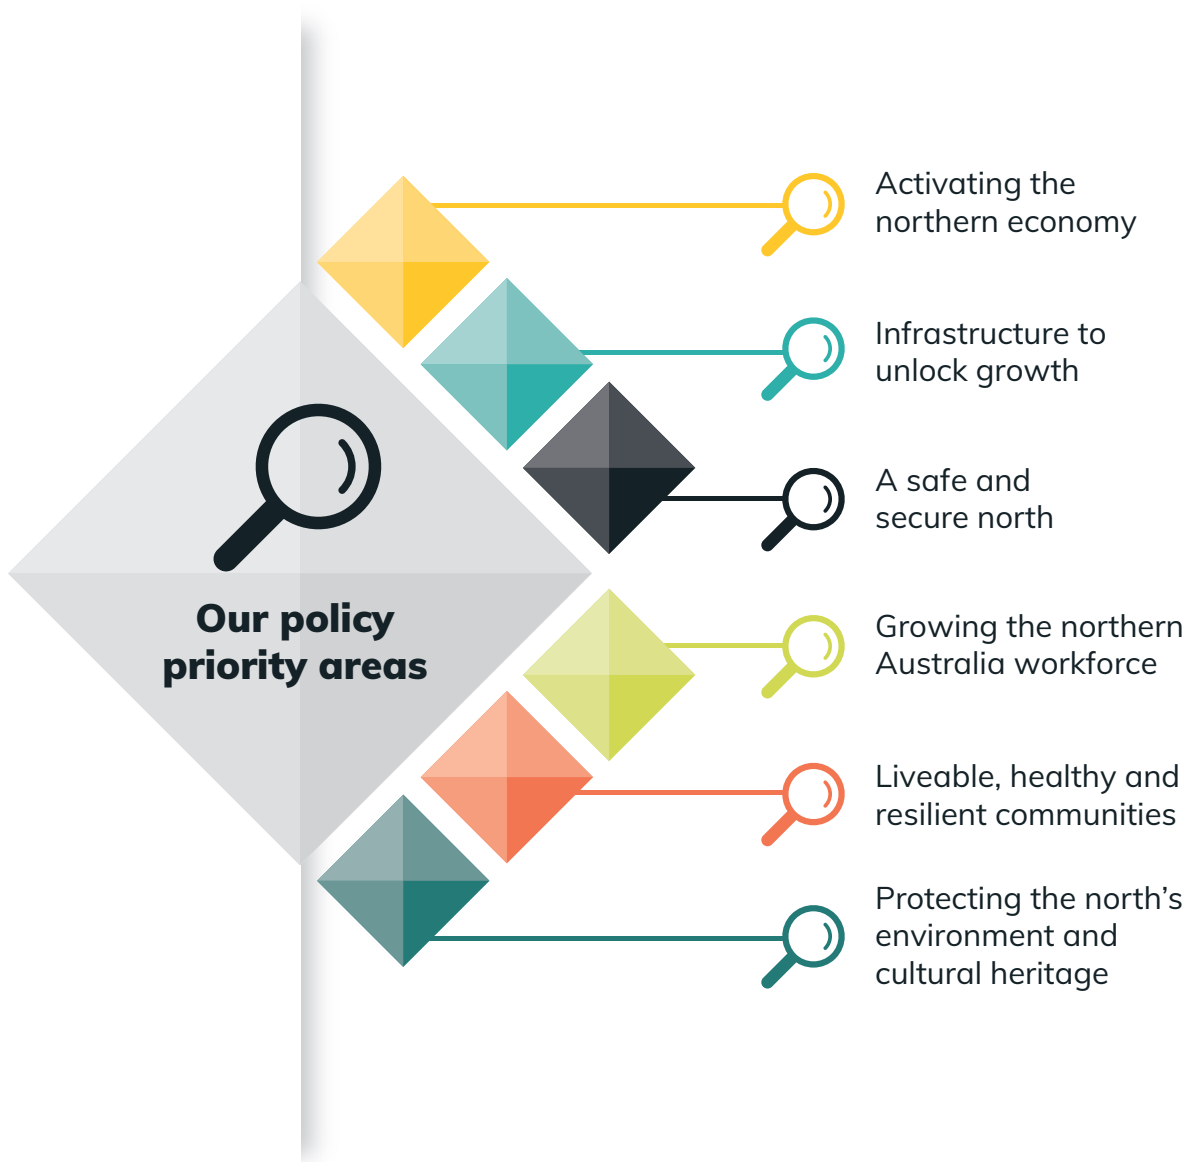 Our policy
priority areas
Activating the
northern economy
Infrastructure to
unlock growth
A safe and
secure north
Growing the northern
Australia workforce
Liveable, healthy and
resilient communities
Protecting the north’s
environment and
cultural heritage